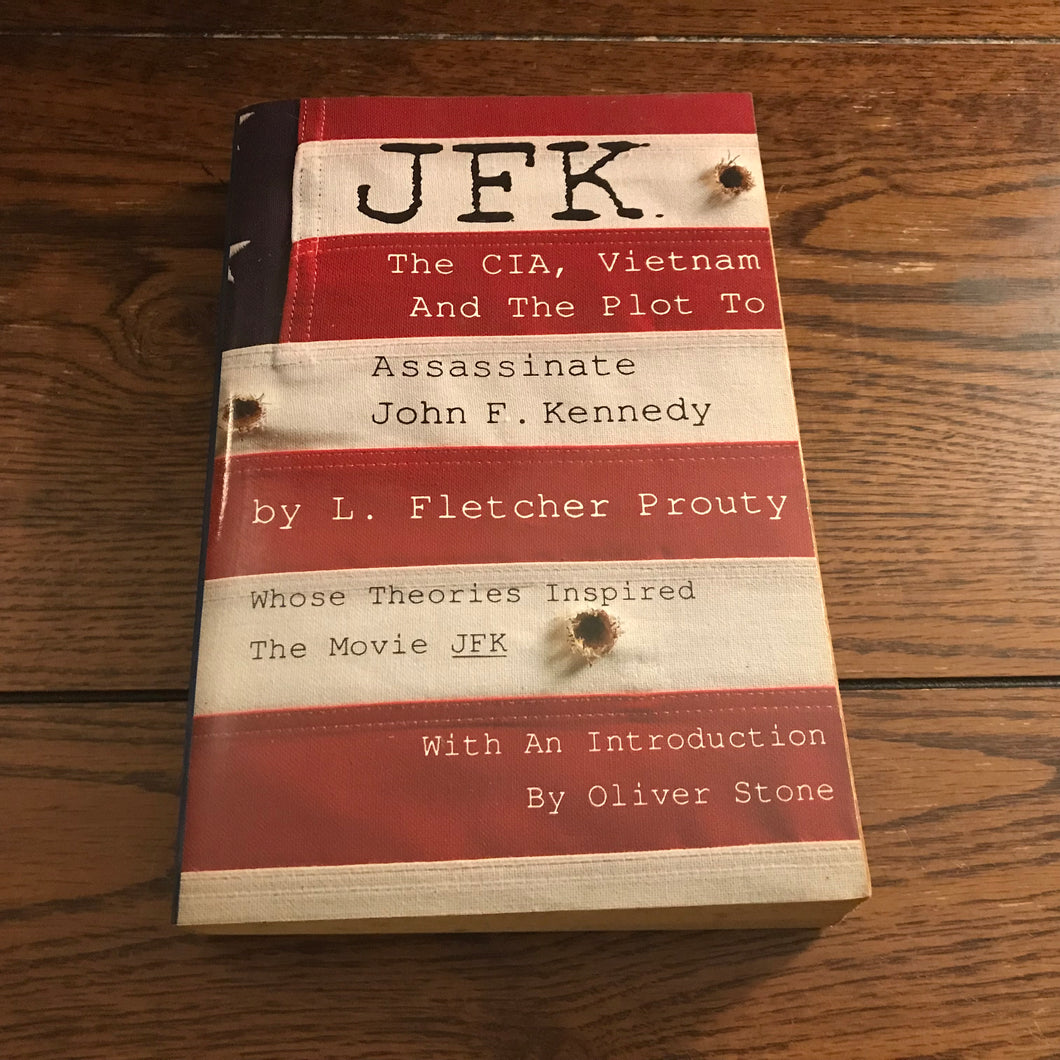 JFK.
The CIA, Vietnam
And The Plot To
Assassinate
John F. Kennedy
by L. Fletcher Prouty
Whose Theories Inspired
The Movie JFK
With An Introduction
By Oliver Stone